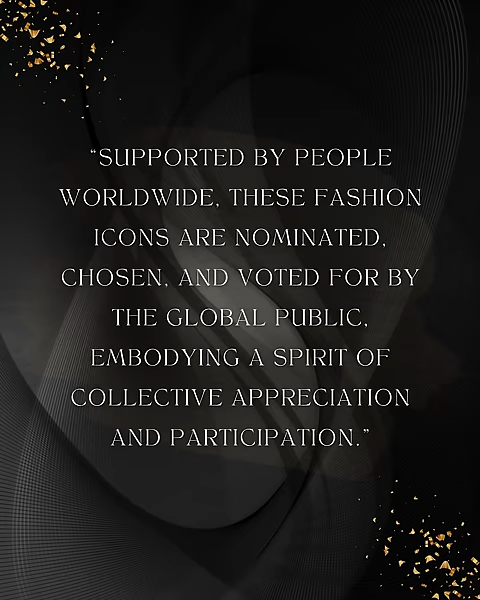 “SUPPORTED BY PEOPLE
WORLDWIDE, THESE FASHION
ICONS ARE NOMINATED,
CHOSEN, AND VOTED FOR BY
THE GLOBAL PUBLIC,
EMBODYING A SPIRIT OF
COLLECTIVE APPRECIATION
AND PARTICIPATION.”